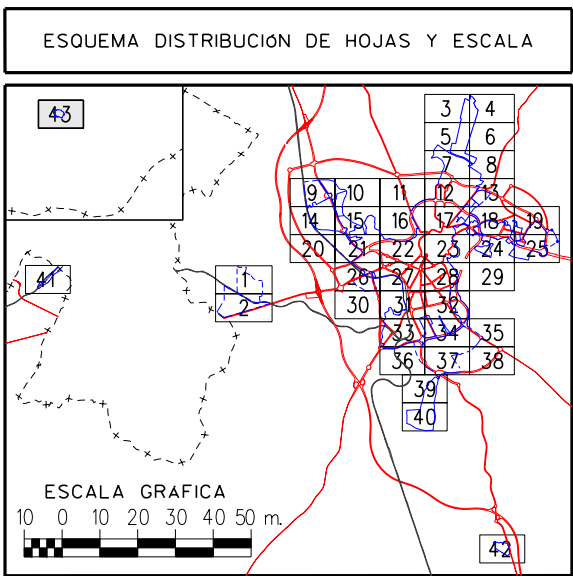 ESQUEMA DISTRIBUCIóN DE HOJAS Y ESCALA
43
3 4
5 6
7 8
9 10 11 12 13
14 15 16 17 18 19
20 21 22 23 24 25
41
1
26 27 28 29
2
30 31 32
33 34 35
36 37 38
39
40
ESCALA GRÁFICA
10 0 10 20 30 40 50 m.
42